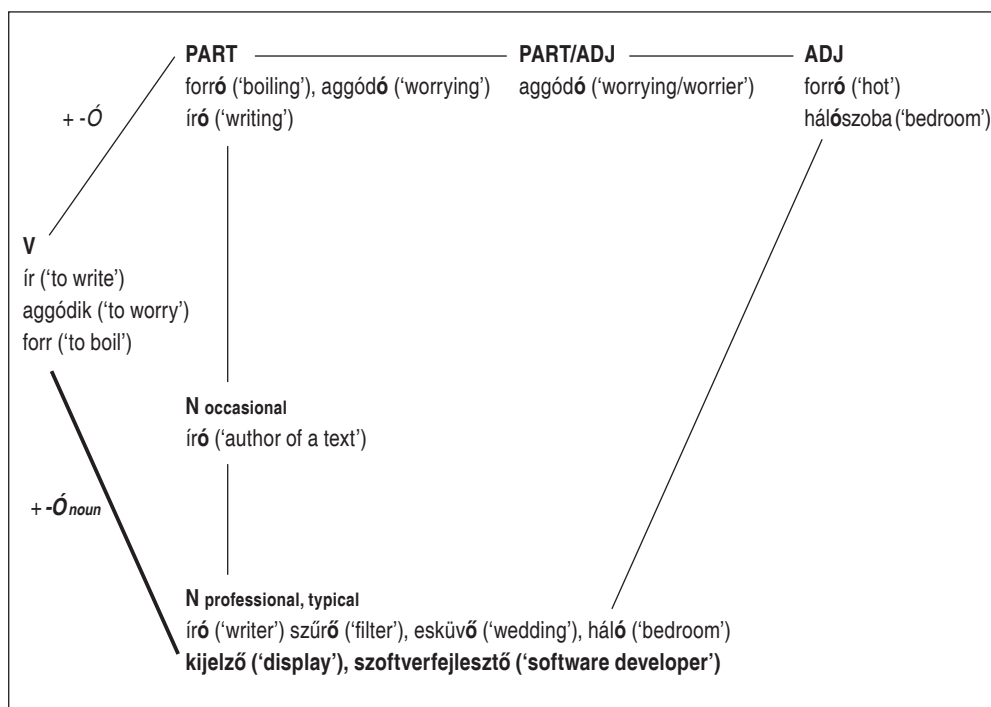 PART PART/ADJ ADJ
forró (‘boiling’), aggódó (‘worrying’) aggódó (‘worrying/worrier’) forró (‘hot’)
író (‘writing’) hálószoba (‘bedroom’)
+ -Ó
V
ír (‘to write’)
aggódik (‘to worry’)
forr (‘to boil’)
N occasional
író (‘author of a text’)
+ -Ó noun
N professional, typical
író (‘writer’) szűrő (‘filter’), esküvő (‘wedding’), háló (‘bedroom’)
kijelző (‘display’), szoftverfejlesztő (‘software developer’)